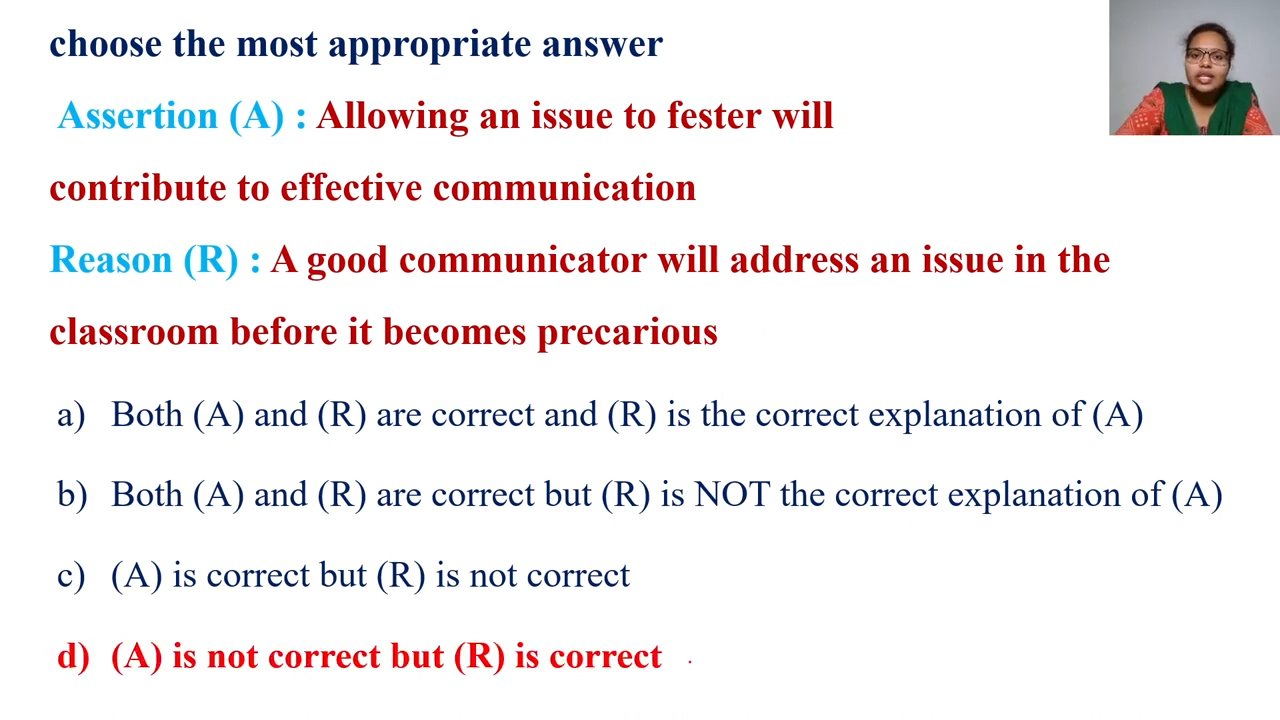 choose the most appropriate answer
Assertion (A) : Allowing an issue to fester will
contribute to effective communication
Reason (R) : A good communicator will address an issue in the
classroom before it becomes precarious
a) Both (A) and (R) are correct and (R) is the correct explanation of (A)
b) Both (A) and (R) are correct but (R) is NOT the correct explanation of (A)
c) (A) is correct but (R) is not correct
d) (A) is not correct but (R) is correct